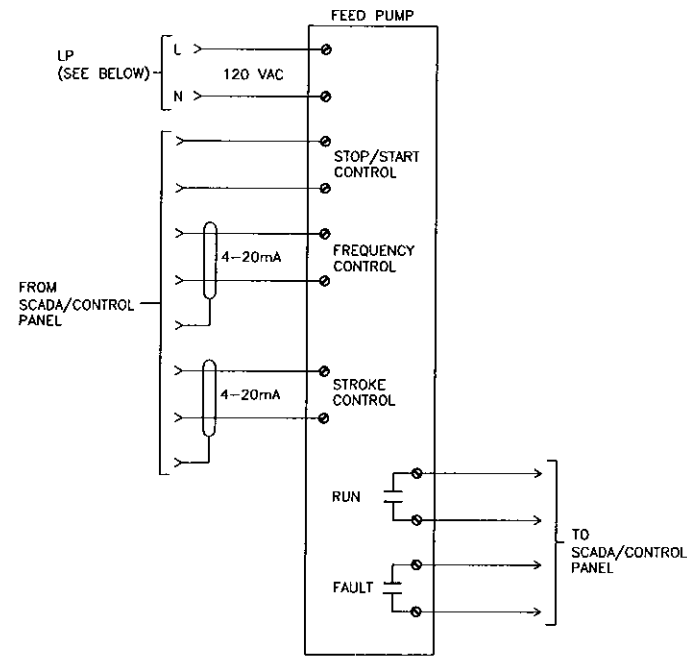 FEED PUMP
LP
(SEE BELOW)
L
120 VAC
N
STOP/START
CONTROL
4-20mA
FREQUENCY
CONTROL
FROM
SCADA/CONTROL
PANEL
4-20mA
STROKE
CONTROL
RUN
FAULT
TO
SCADA/CONTROL
PANEL